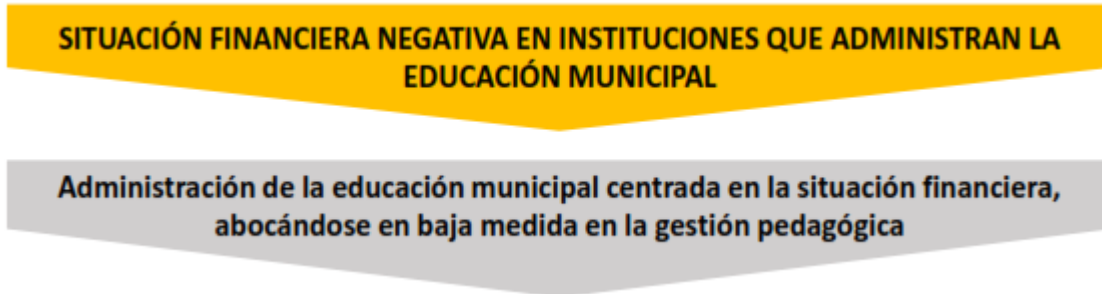 SITUACIÓN FINANCIERA NEGATIVA EN INSTITUCIONES QUE ADMINISTRAN LA
EDUCACIÓN MUNICIPAL
Administración de la educación municipal centrada en la situación financiera,
abocándose en baja medida en la gestión pedagógica